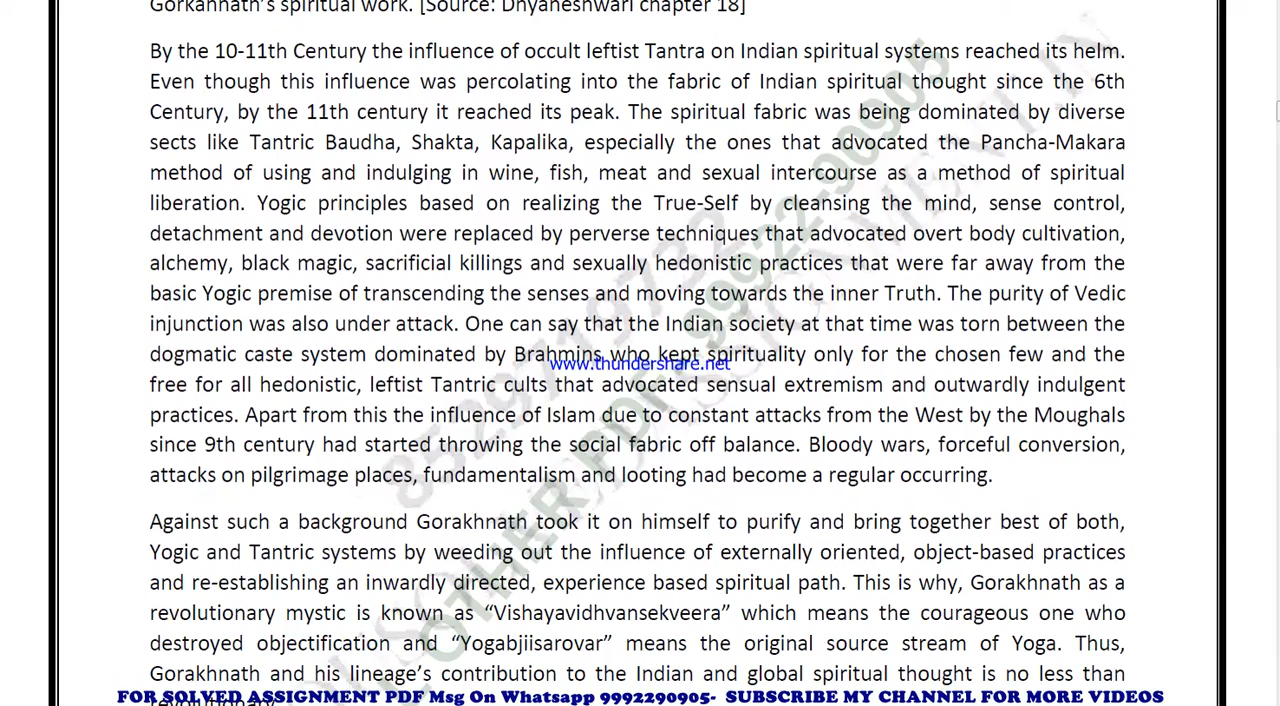 Gorkahnath's spiritual work. [Source: Dhyaneshwari chapter 18]
By the 10-11th Century the influence of occult leftist Tantra on Indian spiritual systems reached its helm.
Even though this influence was percolating into the fabric of Indian spiritual thought since the 6th
Century, by the 11th century it reached its peak. The spiritual fabric was being dominated by diverse
sects like Tantric Baudha, Shakta, Kapalika, especially the ones that advocated the Pancha-Makara
method of using and indulging in wine, fish, meat and sexual intercourse as a method of spiritual
liberation. Yogic principles based on realizing the True-Self by cleansing the mind, sense control,
detachment and devotion were replaced by perverse techniques that advocated overt body cultivation,
alchemy, black magic, sacrificial killings and sexually hedonistic practices that were far away from the
basic Yogic premise of transcending the senses and moving towards the inner Truth. The purity of Vedic
injunction was also under attack. One can say that the Indian society at that time was torn between the
dogmatic caste system dominated by Brahmins who kept spirituality only for the chosen few and the
www.thundershare.net
free for all hedonistic, leftist Tantric cults that advocated sensual extremism and outwardly indulgent
practices. Apart from this the influence of Islam due to constant attacks from the West by the Moughals
since 9th century had started throwing the social fabric off balance. Bloody wars, forceful conversion,
attacks on pilgrimage places, fundamentalism and looting had become a regular occurring.
Against such a background Gorakhnath took it on himself to purify and bring together best of both,
Yogic and Tantric systems by weeding out the influence of externally oriented, object-based practices
and re-establishing an inwardly directed, experience based spiritual path. This is why, Gorakhnath as a
revolutionary mystic is known as “Vishayavidhvansekveera” which means the courageous one who
destroyed objectification and “Yogabjiisarovar” means the original source stream of Yoga. Thus,
Gorakhnath and his lineage's contribution to the Indian and global spiritual thought is no less than
revolutionary
FOR SOLVED ASSIGNMENT PDF Msg On Whatsapp 9992290905- SUBSCRIBE MY CHANNEL FOR MORE VIDEOS
8529719732
OTHER PDF 99922-90905